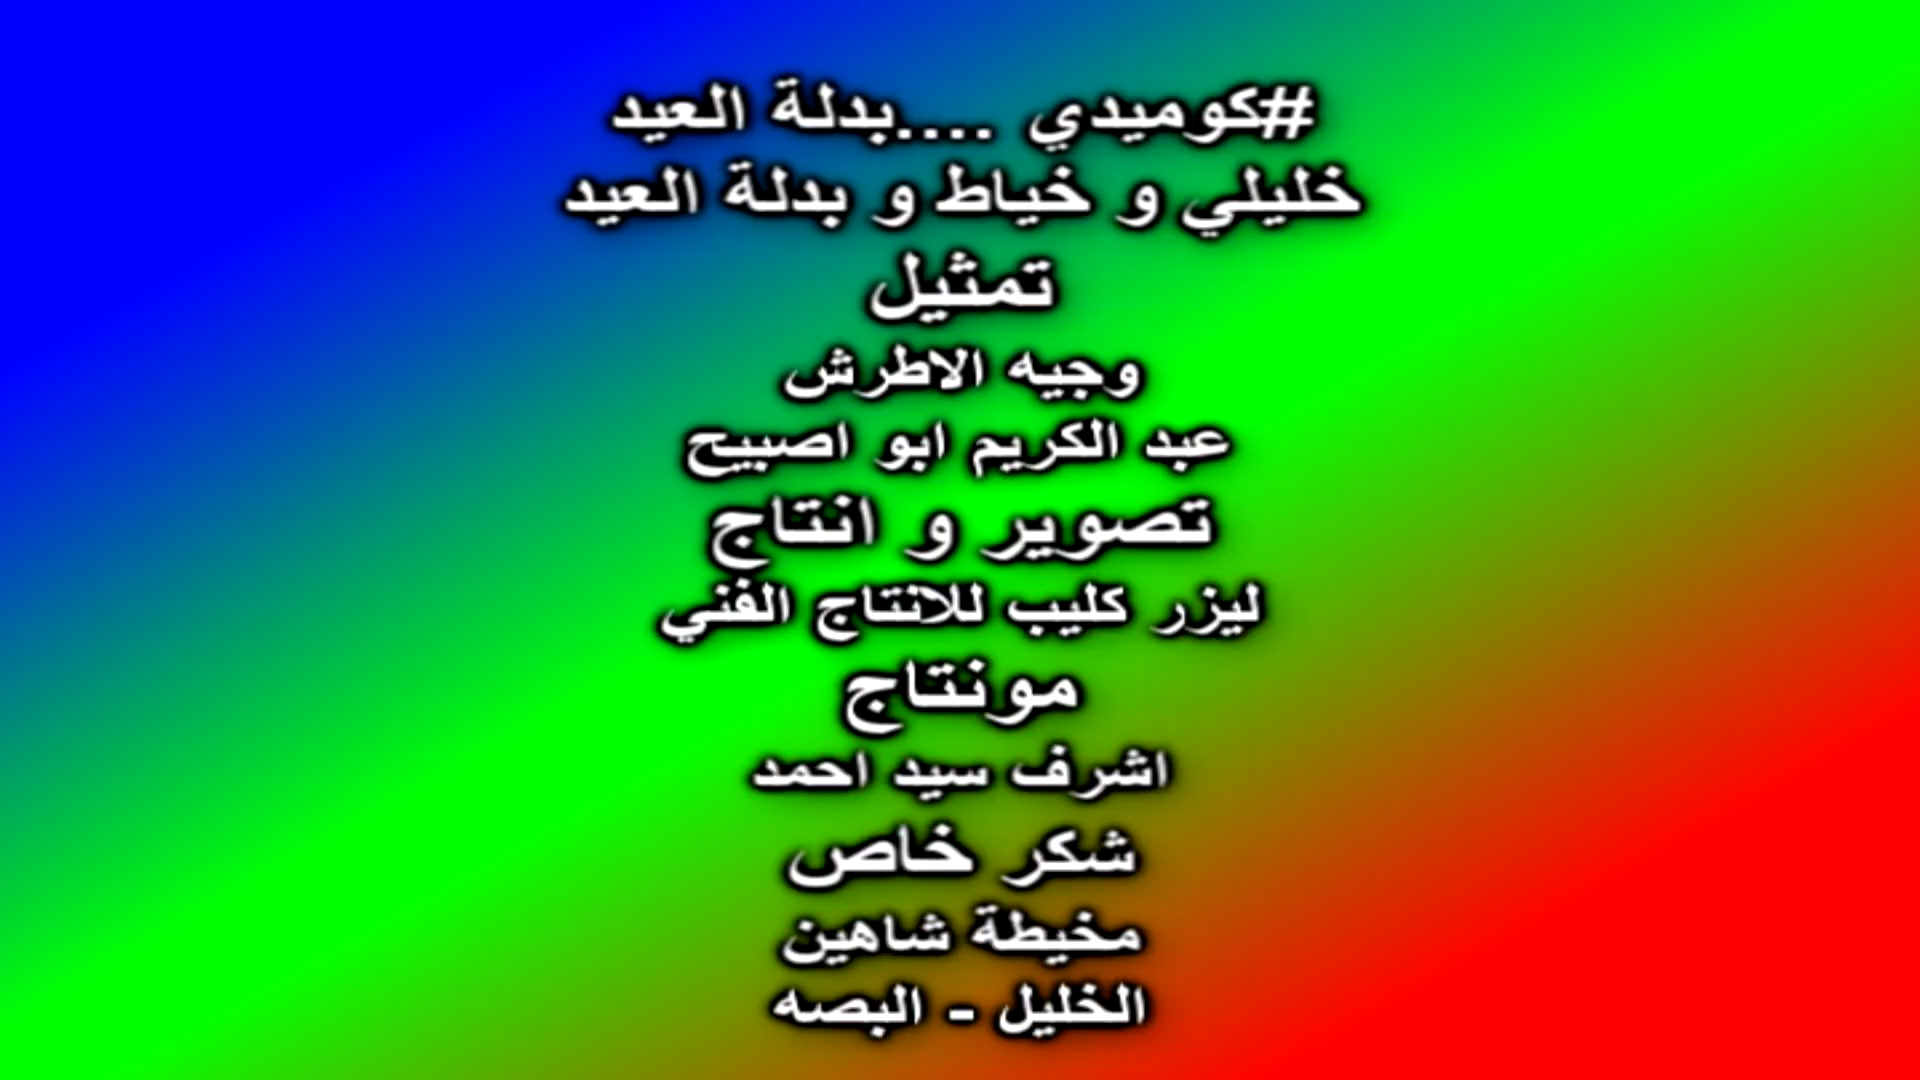 #كوميدي ....بدلة العيد
خليلي و خياط و بدلة العيد
تمثيل
وجيه الاطرش
عبد الكريم ابو اصبيح
تصوير و انتاج
ليزر كليب للانتاج الفني
مونتاج
اشرف سيد احمد
شكر خاص
مخيطة شاهين
الخليل - البصه